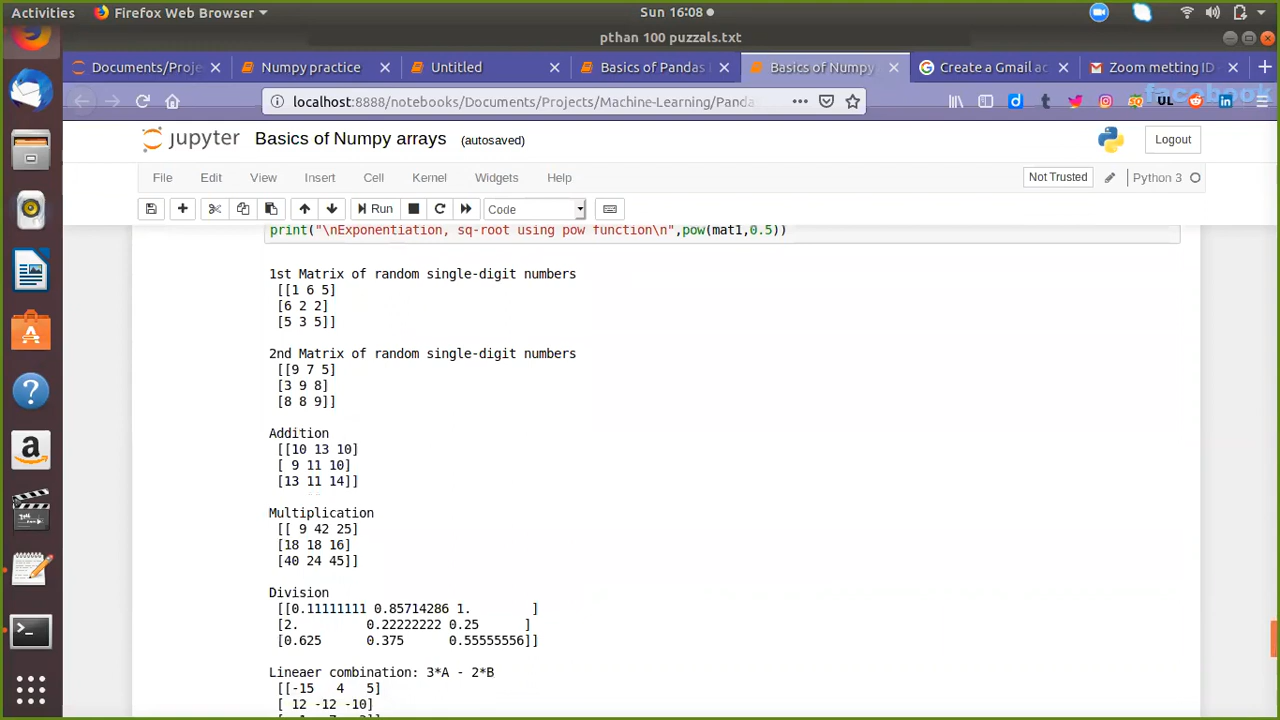 Activities Firefox Web Browser Sun 16:08
pthan 100 puzzals.txt
Documents/Proje Numpy practice Untitled Basics of Pandas Basics of Numpy Create a Gmail ac Zoom metting ID -
localhost:8888/notebooks/Documents/Projects/Machine-Learning/Panda
facebook
jupyter Basics of Numpy arrays (autosaved) Logout
File Edit View Insert Cell Kernel Widgets Help Not Trusted Python 3
Run Code
print("\nExponentiation, sq-root using pow function\n",pow(mat1,0.5))
1st Matrix of random single-digit numbers
[[1 6 5]
[6 2 2]
[5 3 5]]
2nd Matrix of random single-digit numbers
[[9 7 5]
[3 9 8]
[8 8 9]]
Addition
[[10 13 10]
[ 9 11 10]
[13 11 14]]
Multiplication
[[ 9 42 25]
[18 18 16]
[40 24 45]]
Division
[[0.11111111 0.85714286 1. ]
[2. 0.22222222 0.25 ]
[0.625 0.375 0.55555556]]
Lineaer combination: 3*A - 2*B
[[-15 4 5]
[ 12 -12 -10]